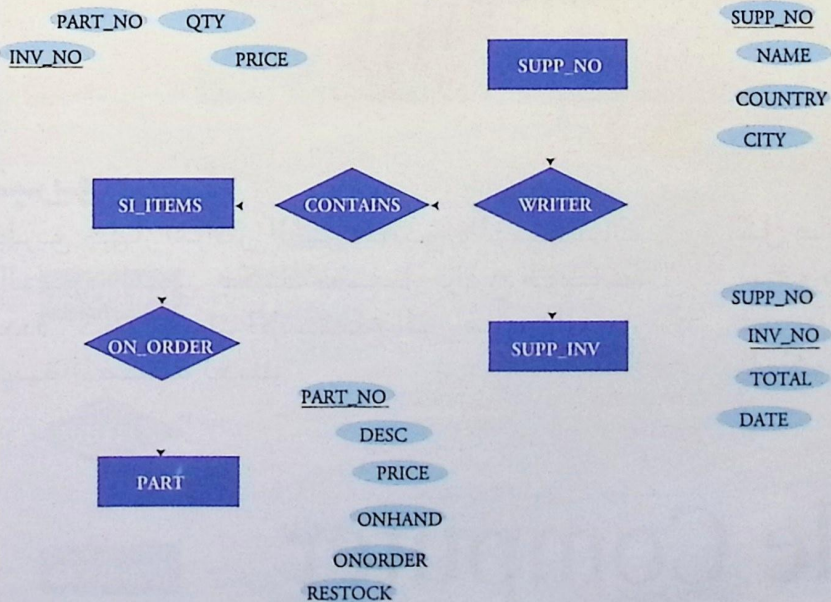 PART_NO QTY
INV_NO PRICE
SUPP_NO
SUPP_NO
NAME
COUNTRY
CITY
SI_ITEMS CONTAINS WRITER
ON_ORDER
SUPP_INV
SUPP_NO
INV_NO
TOTAL
DATE
PART
PART_NO
DESC
PRICE
ONHAND
ONORDER
RESTOCK